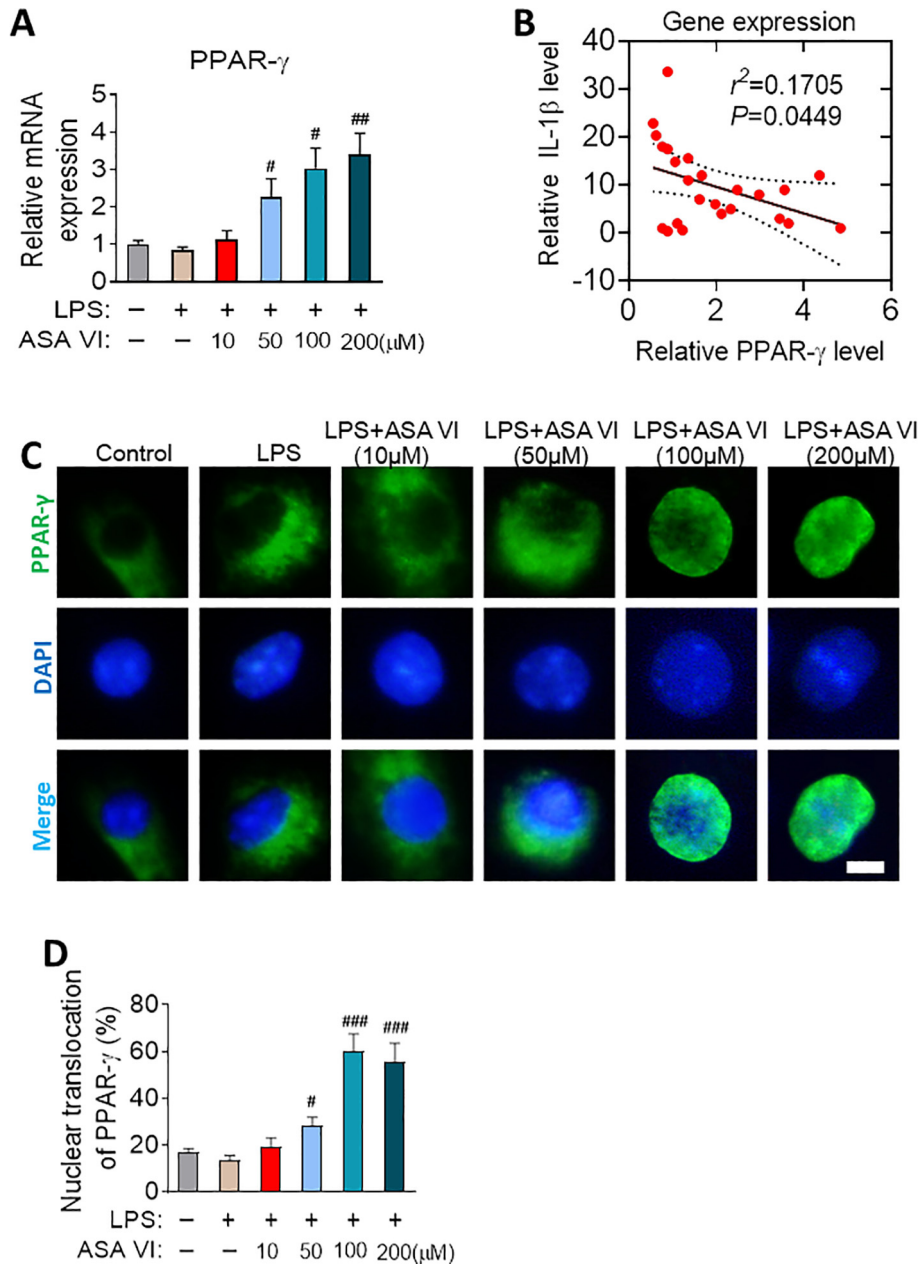 A
PPAR-γ
Relative mRNA
expression
5
4
3
2
1
0
#
#
##
LPS: − + + + + +
ASA VI: − − 10 50 100 200(μM)
B
Gene expression
Relative IL-1β level
40
30
20
10
0
-10
r²=0.1705
P=0.0449
0 2 4 6
Relative PPAR-γ level
C
Control
LPS
LPS+ASA VI
(10μM)
LPS+ASA VI
(50μM)
LPS+ASA VI
(100μM)
LPS+ASA VI
(200μM)
PPAR-γ
DAPI
Merge
D
Nuclear translocation
of PPAR-γ (%)
80
60
40
20
0
#
###
###
LPS: − + + + + +
ASA VI: − − 10 50 100 200(μM)